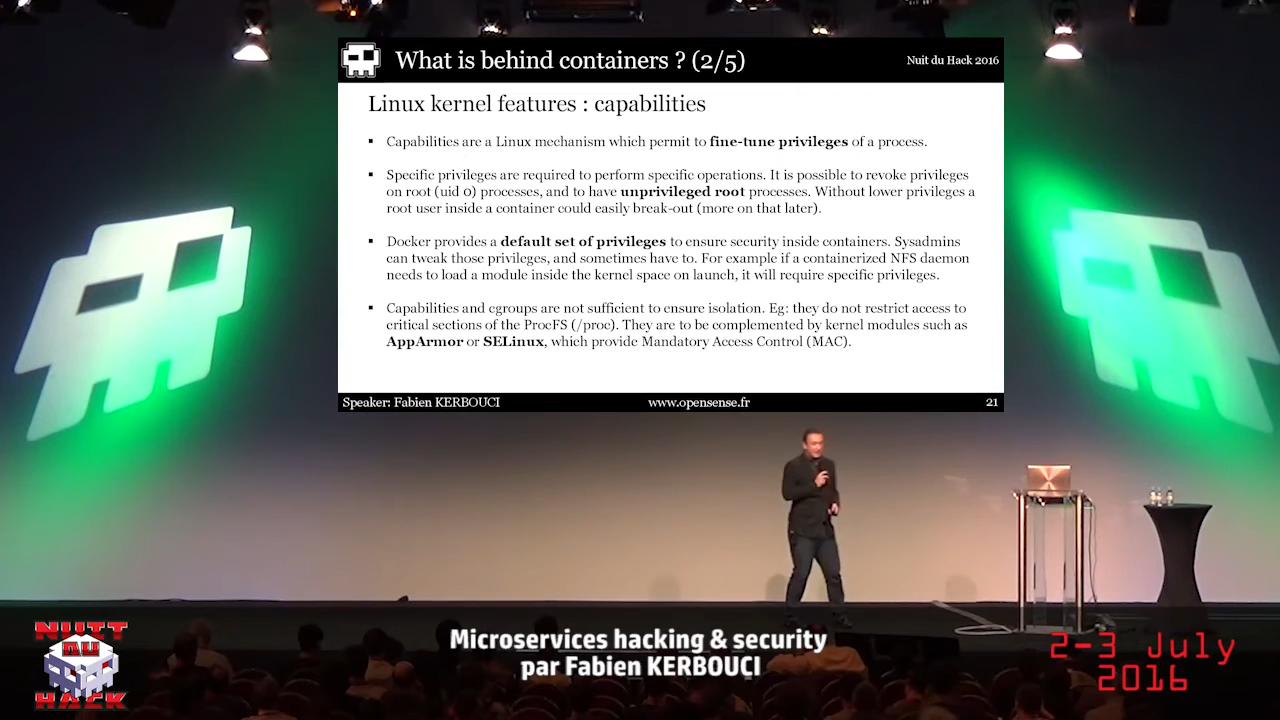 What is behind containers ? (2/5)
Nuit du Hack 2016
Linux kernel features : capabilities
▪ Capabilities are a Linux mechanism which permit to fine-tune privileges of a process.
▪ Specific privileges are required to perform specific operations. It is possible to revoke privileges
on root (uid 0) processes, and to have unprivileged root processes. Without lower privileges a
root user inside a container could easily break-out (more on that later).
▪ Docker provides a default set of privileges to ensure security inside containers. Sysadmins
can tweak those privileges, and sometimes have to. For example if a containerized NFS daemon
needs to load a module inside the kernel space on launch, it will require specific privileges.
▪ Capabilities and cgroups are not sufficient to ensure isolation. Eg: they do not restrict access to
critical sections of the ProcFS (/proc). They are to be complemented by kernel modules such as
AppArmor or SELinux, which provide Mandatory Access Control (MAC).
Speaker: Fabien KERBOUCI
www.opensense.fr
21
NUIT
DU
HACK
Microservices hacking & security
par Fabien KERBOUCI
2-3 July
2016